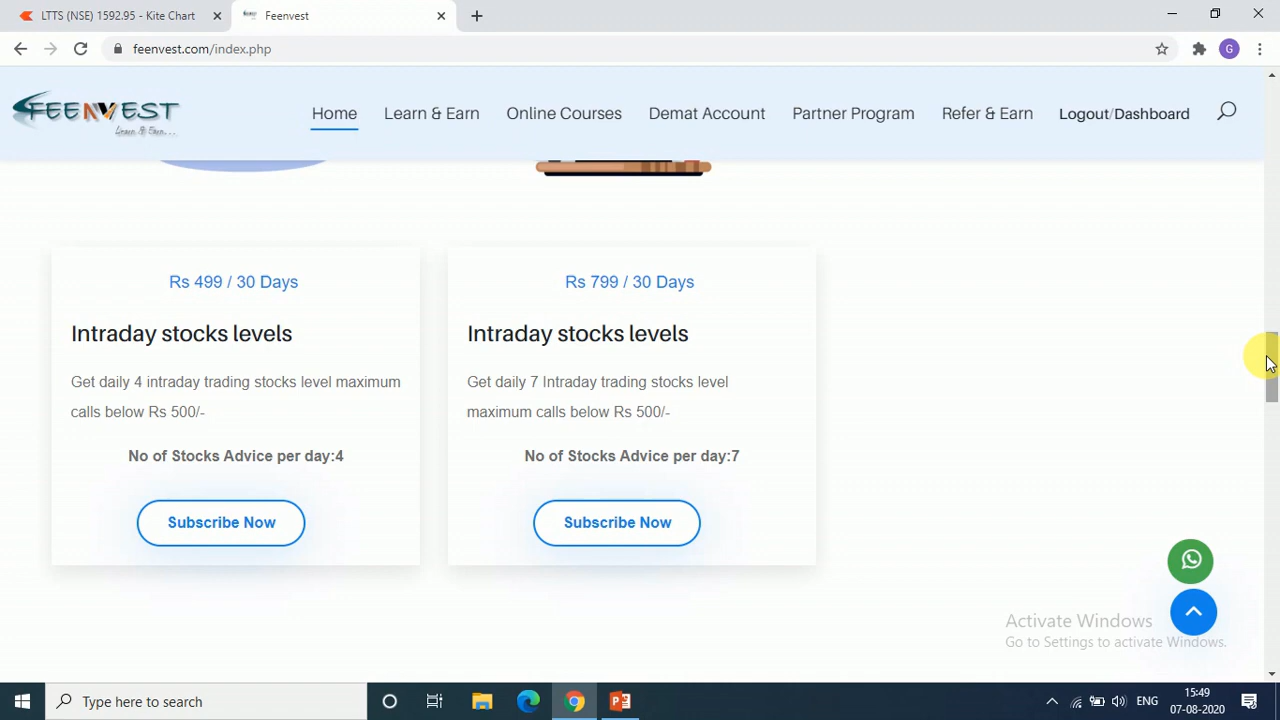 LTTS (NSE) 1592.95 - Kite Chart
Feenvest
feenvest.com/index.php
G
FEENVEST
Learn & Earn...
Home
Learn & Earn
Online Courses
Demat Account
Partner Program
Refer & Earn
Logout/Dashboard
Rs 499 / 30 Days
Intraday stocks levels
Get daily 4 intraday trading stocks level maximum
calls below Rs 500/-
No of Stocks Advice per day:4
Subscribe Now
Rs 799 / 30 Days
Intraday stocks levels
Get daily 7 Intraday trading stocks level
maximum calls below Rs 500/-
No of Stocks Advice per day:7
Subscribe Now
Activate Windows
Go to Settings to activate Windows.
Type here to search
ENG
15:49
07-08-2020